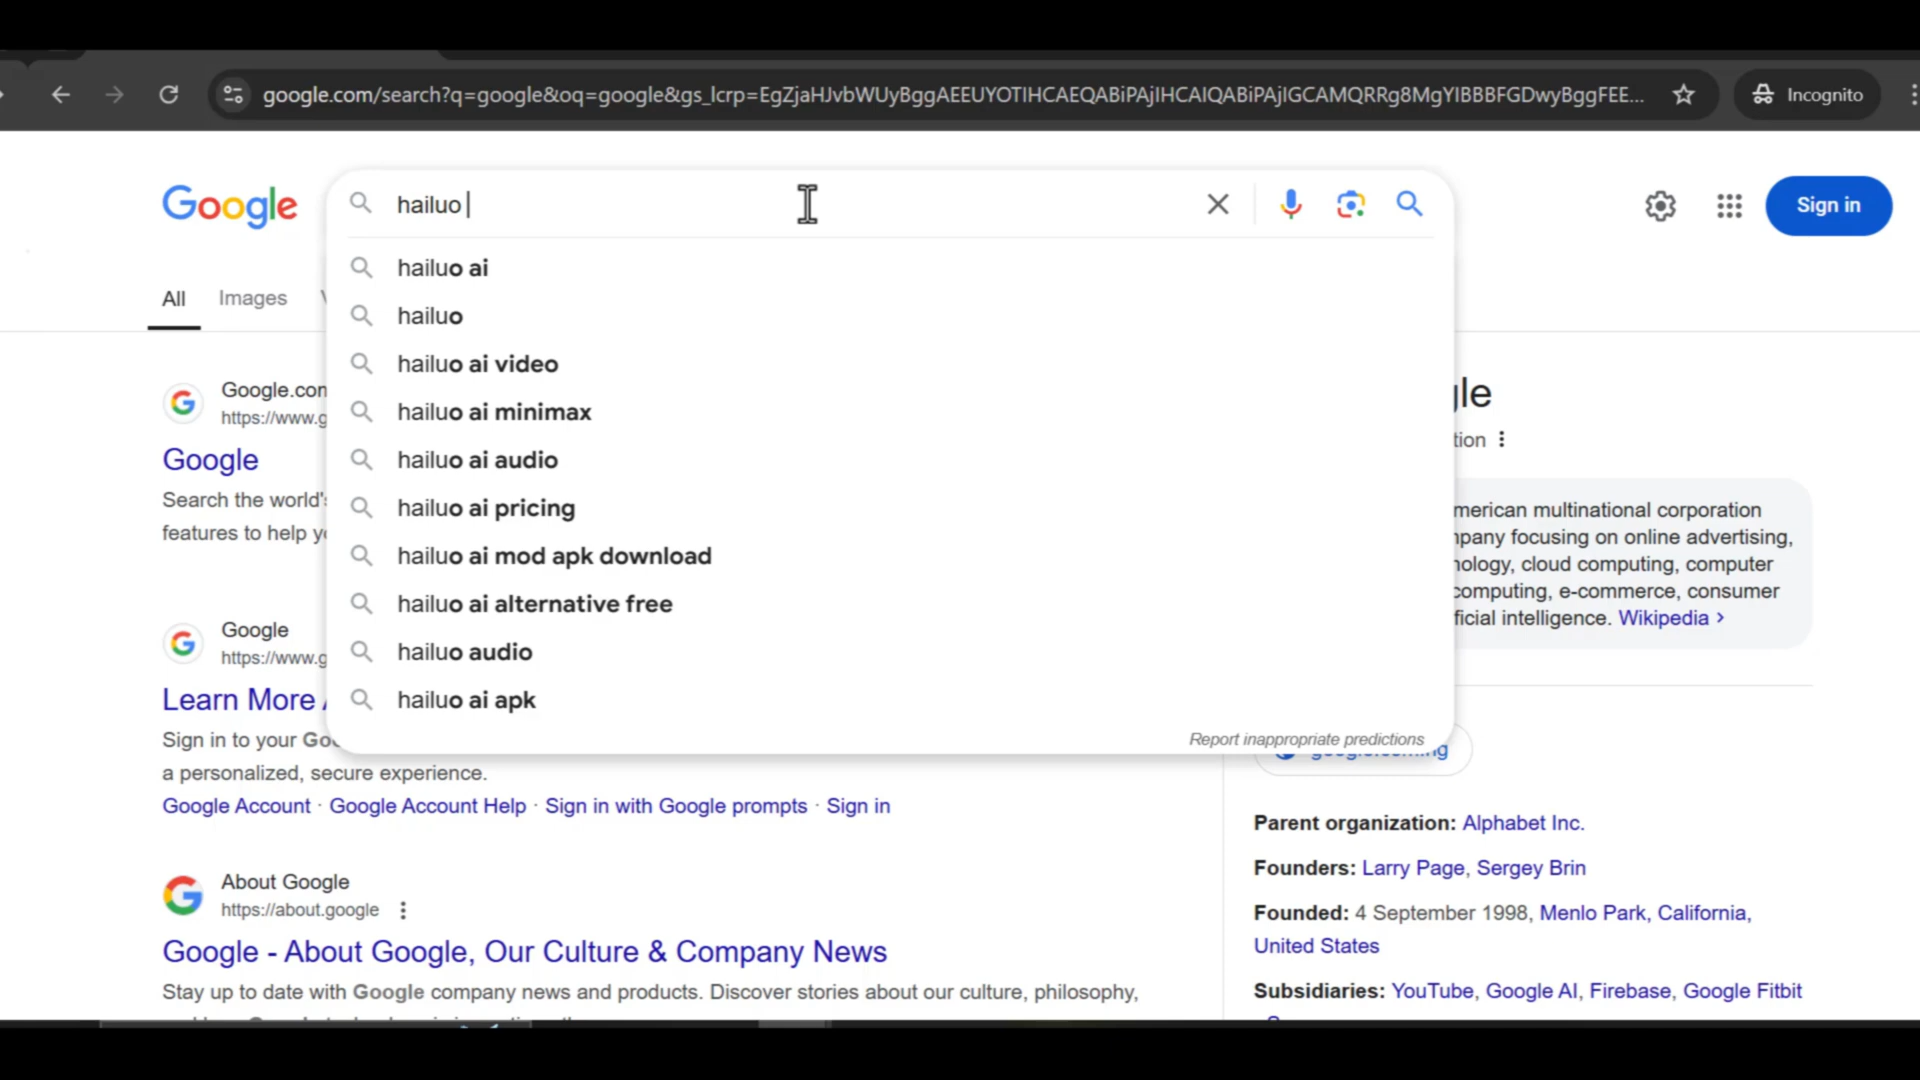 google.com/search?q=google&oq=google&gs_lcrp=EgZjaHJvbWUyBggAEEUYOTIHCAEQABiPAjIHCAIQABiPAjIGCAMQRRg8MgYIBBBFGDwyBggFEE...
Incognito
Google
hailuo
Sign in
All
Images
hailuo ai
hailuo
hailuo ai video
hailuo ai minimax
hailuo ai audio
hailuo ai pricing
hailuo ai mod apk download
hailuo ai alternative free
hailuo audio
hailuo ai apk
Report inappropriate predictions
Google.com
https://www.g
Google
Search the world's
features to help yo
Google
https://www.g
Learn More
Sign in to your Goo
a personalized, secure experience.
Google Account · Google Account Help · Sign in with Google prompts · Sign in
About Google
https://about.google
Google - About Google, Our Culture & Company News
Stay up to date with Google company news and products. Discover stories about our culture, philosophy,
gle
tion
merican multinational corporation
mpany focusing on online advertising,
nology, cloud computing, computer
computing, e-commerce, consumer
ficial intelligence. Wikipedia >
Parent organization: Alphabet Inc.
Founders: Larry Page, Sergey Brin
Founded: 4 September 1998, Menlo Park, California,
United States
Subsidiaries: YouTube, Google AI, Firebase, Google Fitbit